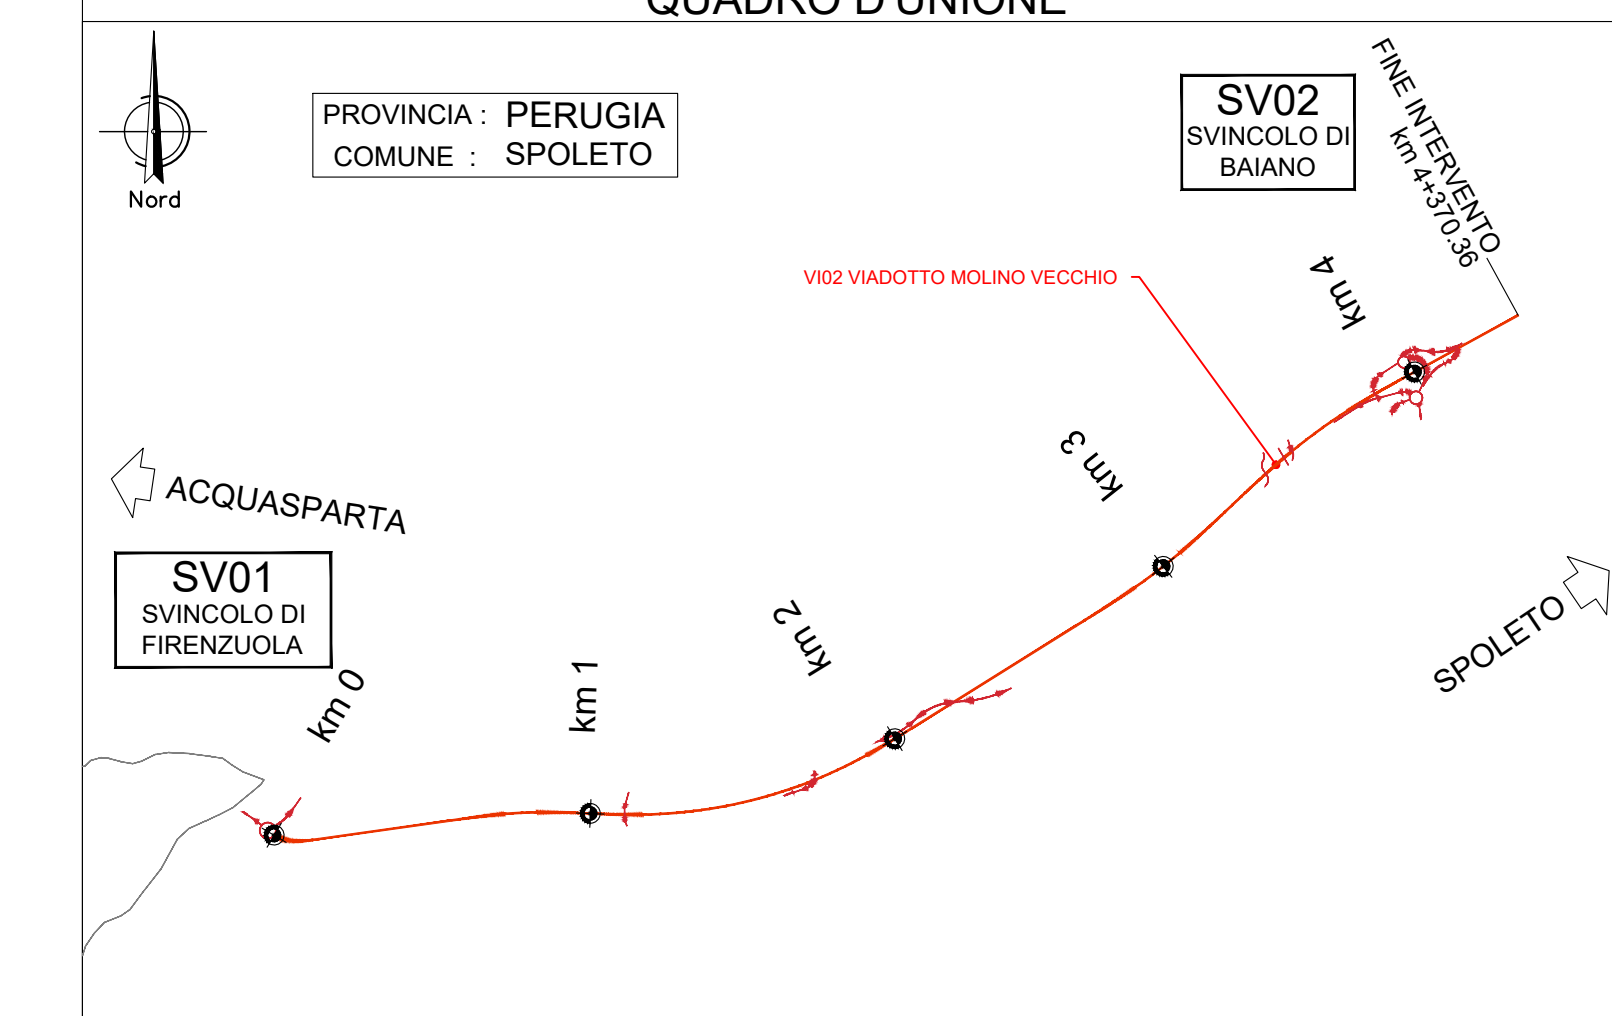 QUADRO D'UNIONE
Nord
PROVINCIA : PERUGIA
COMUNE : SPOLETO
SV02
SVINCOLO DI
BAIANO
FINE INTERVENTO
km 4+370.36
VI02 VIADOTTO MOLINO VECCHIO
km 4
km 3
ACQUASPARTA
SV01
SVINCOLO DI
FIRENZUOLA
SPOLETO
km 2
km 1
km 0